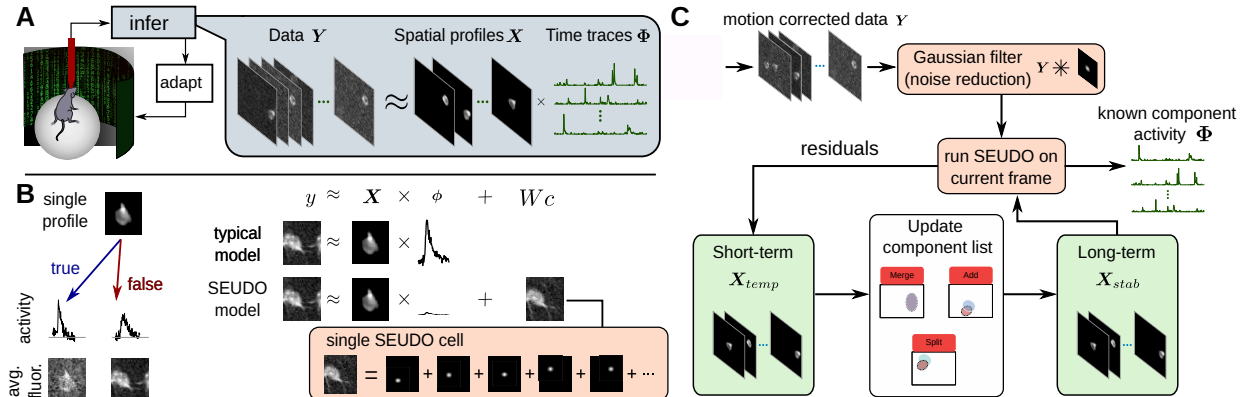 A
infer
adapt
Data Y
Spatial profiles X
Time traces Φ
...
≈
×
...
B
single
profile
true
false
activity
avg.
fluor.
y ≈ X × ϕ + Wc
typical
model
≈ ×
SEUDO
model
≈ × +
single SEUDO cell
= + + + + + ...
C
motion corrected data Y
...
Gaussian filter
(noise reduction) Y ∗
known component
activity Φ
residuals
run SEUDO on
current frame
Short-term
X_temp
...
Update
component list
Merge
Add
Split
Long-term
X_stab
...